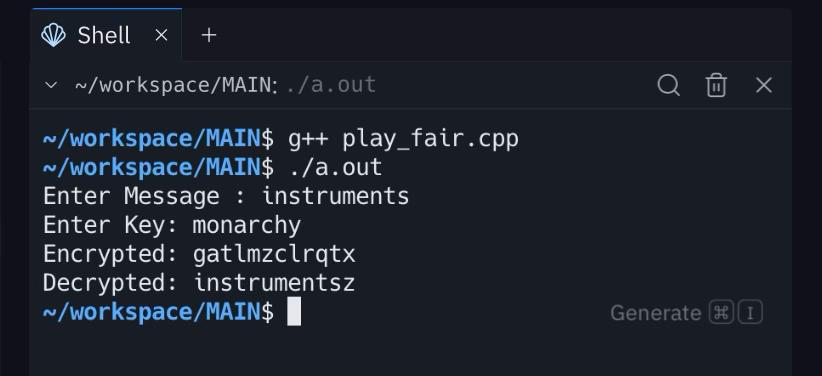 Shell × +
~/workspace/MAIN: ./a.out
~/workspace/MAIN$ g++ play_fair.cpp
~/workspace/MAIN$ ./a.out
Enter Message : instruments
Enter Key: monarchy
Encrypted: gatlmzclrqtx
Decrypted: instrumentsz
~/workspace/MAIN$
Generate ⌘ I